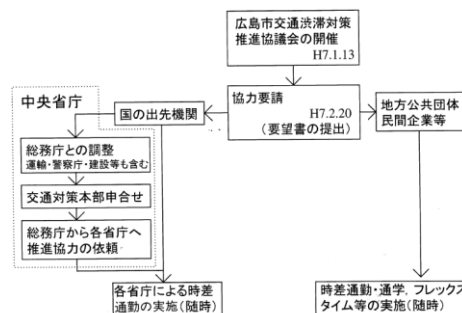 広島市交通渋滞対策
推進協議会の開催
H7.1.13
中央省庁
国の出先機関
協力要請
H7.2.20
(要望書の提出)
地方公共団体
民間企業等
総務庁との調整
運輸・警察庁・建設等も含む
交通対策本部申合せ
総務庁から各省庁へ
推進協力の依頼
各省庁による時差
通勤の実施(随時)
時差通勤・通学, フレックス
タイム等の実施(随時)